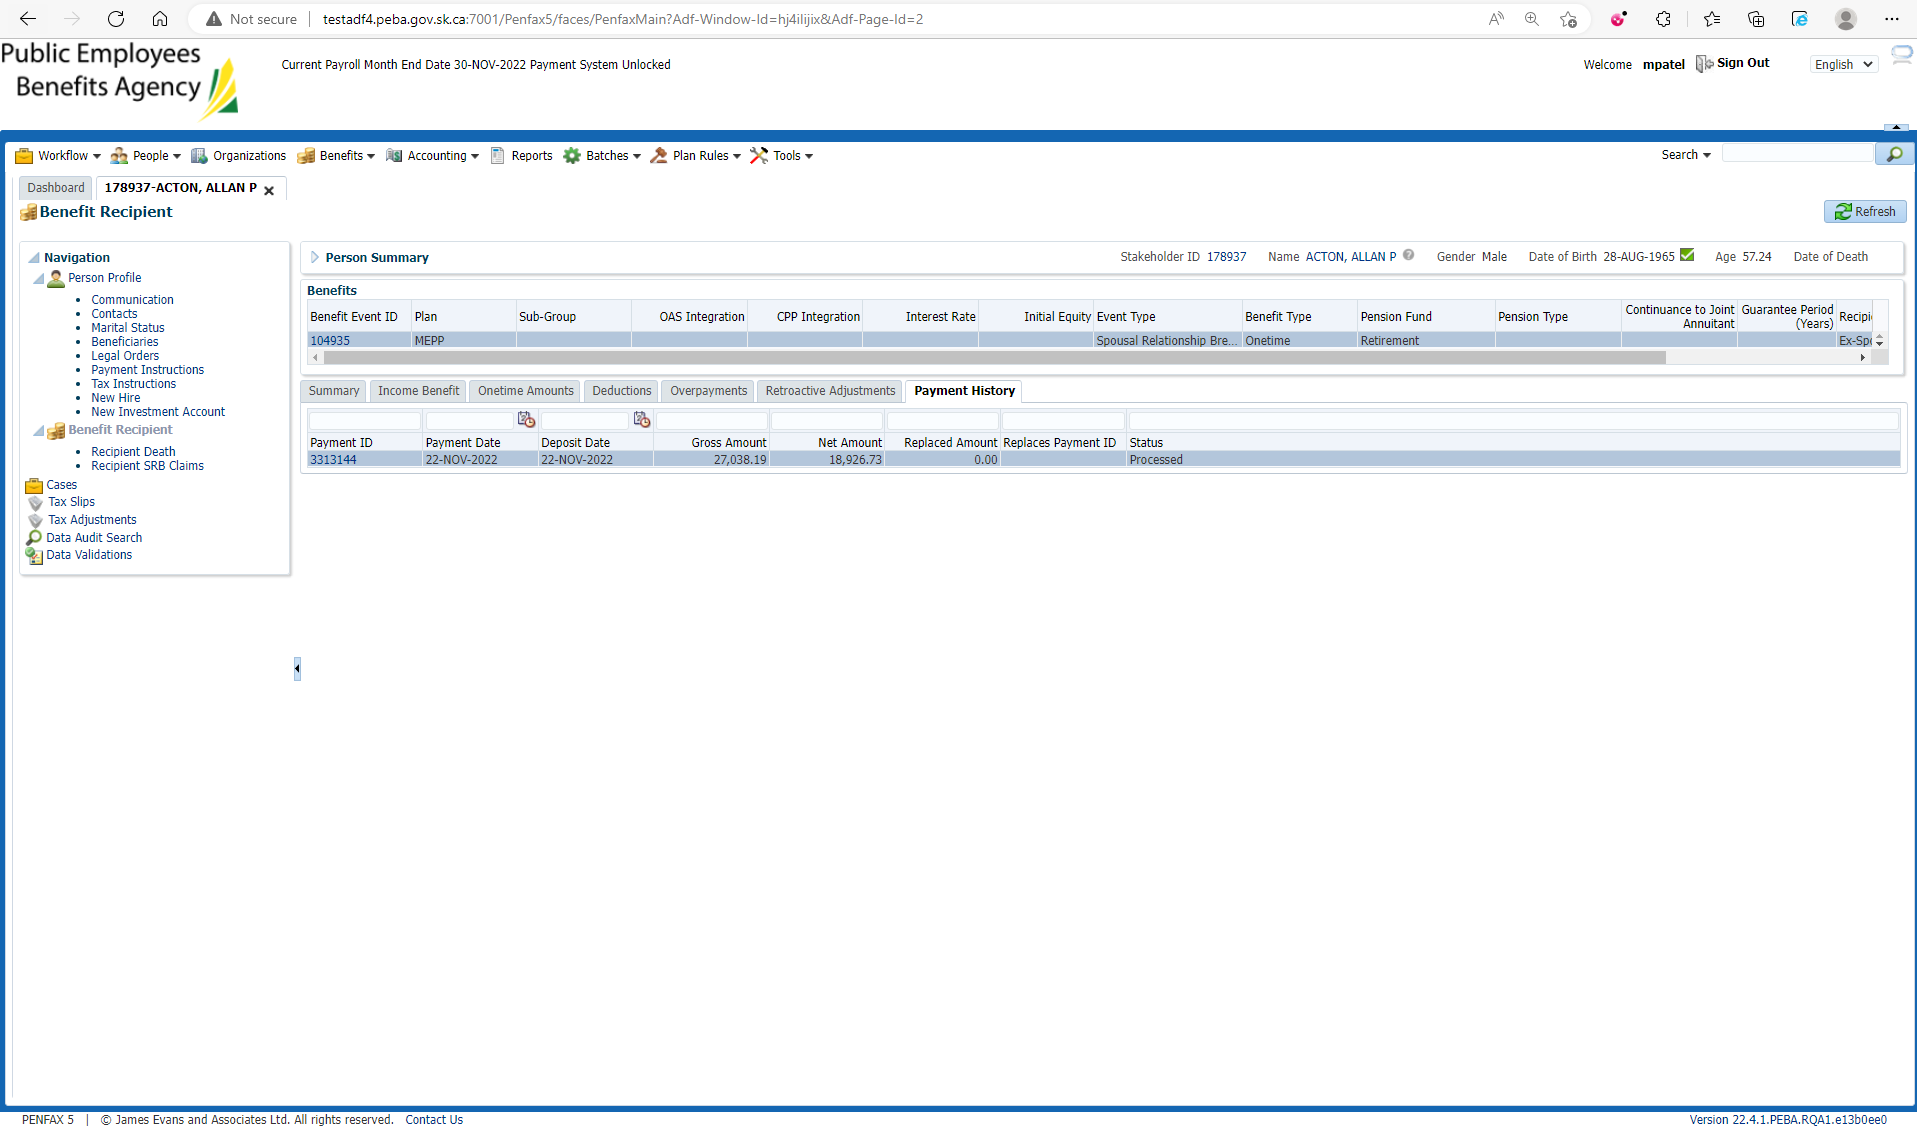 Not secure testadf4.peba.gov.sk.ca:7001/Penfax5/faces/PenfaxMain?Adf-Window-Id=hj4ilijix&Adf-Page-Id=2
Public Employees
Benefits Agency
Current Payroll Month End Date 30-NOV-2022 Payment System Unlocked
Welcome mpatel Sign Out English
Workflow People Organizations Benefits Accounting Reports Batches Plan Rules Tools Search
Dashboard 178937-ACTON, ALLAN P
Benefit Recipient
Refresh
Navigation
Person Profile
Communication
Contacts
Marital Status
Beneficiaries
Legal Orders
Payment Instructions
Tax Instructions
New Hire
New Investment Account
Benefit Recipient
Recipient Death
Recipient SRB Claims
Cases
Tax Slips
Tax Adjustments
Data Audit Search
Data Validations
Person Summary Stakeholder ID 178937 Name ACTON, ALLAN P Gender Male Date of Birth 28-AUG-1965 Age 57.24 Date of Death
Benefits
Benefit Event ID Plan Sub-Group OAS Integration CPP Integration Interest Rate Initial Equity Event Type Benefit Type Pension Fund Pension Type Continuance to Joint Annuitant Guarantee Period (Years) Recipi
104935 MEPP Spousal Relationship Bre... Onetime Retirement Ex-Spo
Summary Income Benefit Onetime Amounts Deductions Overpayments Retroactive Adjustments Payment History
Payment ID Payment Date Deposit Date Gross Amount Net Amount Replaced Amount Replaces Payment ID Status
3313144 22-NOV-2022 22-NOV-2022 27,038.19 18,926.73 0.00 Processed
PENFAX 5 | © James Evans and Associates Ltd. All rights reserved. Contact Us
Version 22.4.1.PEBA.RQA1.e13b0ee0